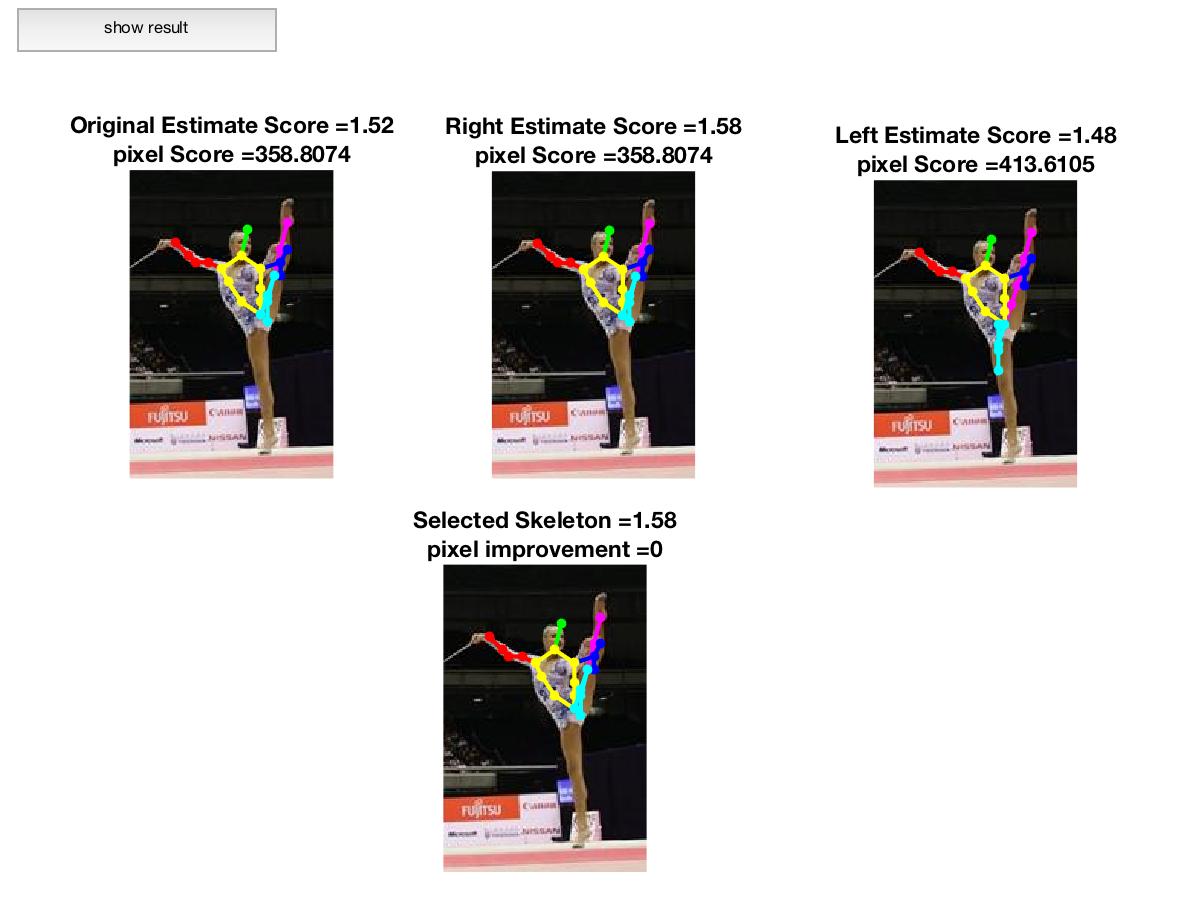 show result
Original Estimate Score =1.52
pixel Score =358.8074
Right Estimate Score =1.58
pixel Score =358.8074
Left Estimate Score =1.48
pixel Score =413.6105
FUJITSU CANON
Microsoft NISSAN
FUJITSU CANON
Microsoft NISSAN
FUJITSU CANON
Microsoft NISSAN
Selected Skeleton =1.58
pixel improvement =0
FUJITSU CANON
Microsoft NISSAN